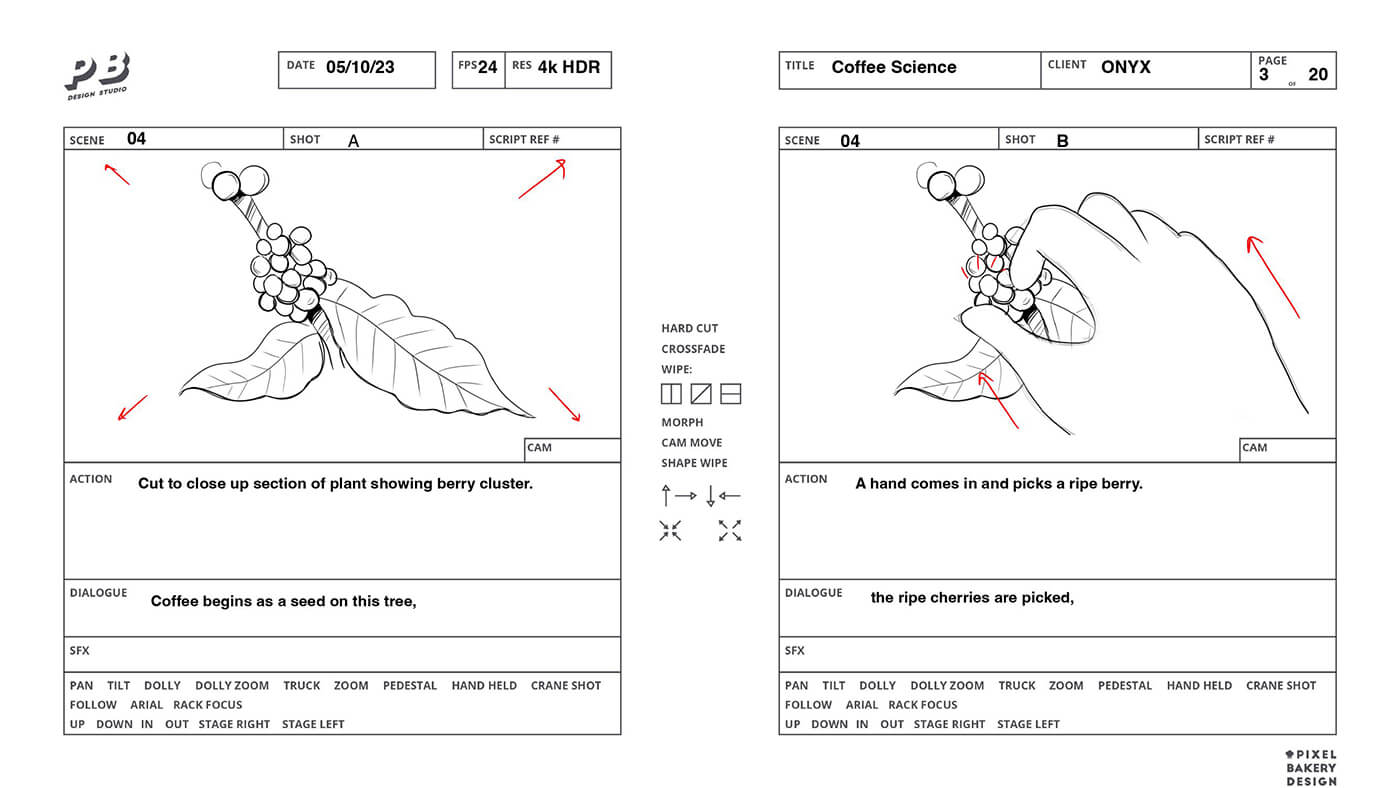 PB
DESIGN STUDIO
DATE 05/10/23
FPS 24 RES 4k HDR
TITLE Coffee Science
CLIENT ONYX
PAGE
3 OF 20
SCENE 04 SHOT A SCRIPT REF #
CAM
ACTION Cut to close up section of plant showing berry cluster.
DIALOGUE Coffee begins as a seed on this tree,
SFX
PAN TILT DOLLY DOLLY ZOOM TRUCK ZOOM PEDESTAL HAND HELD CRANE SHOT
FOLLOW ARIAL RACK FOCUS
UP DOWN IN OUT STAGE RIGHT STAGE LEFT
HARD CUT
CROSSFADE
WIPE:
MORPH
CAM MOVE
SHAPE WIPE
SCENE 04 SHOT B SCRIPT REF #
CAM
ACTION A hand comes in and picks a ripe berry.
DIALOGUE the ripe cherries are picked,
SFX
PAN TILT DOLLY DOLLY ZOOM TRUCK ZOOM PEDESTAL HAND HELD CRANE SHOT
FOLLOW ARIAL RACK FOCUS
UP DOWN IN OUT STAGE RIGHT STAGE LEFT
PIXEL
BAKERY
DESIGN